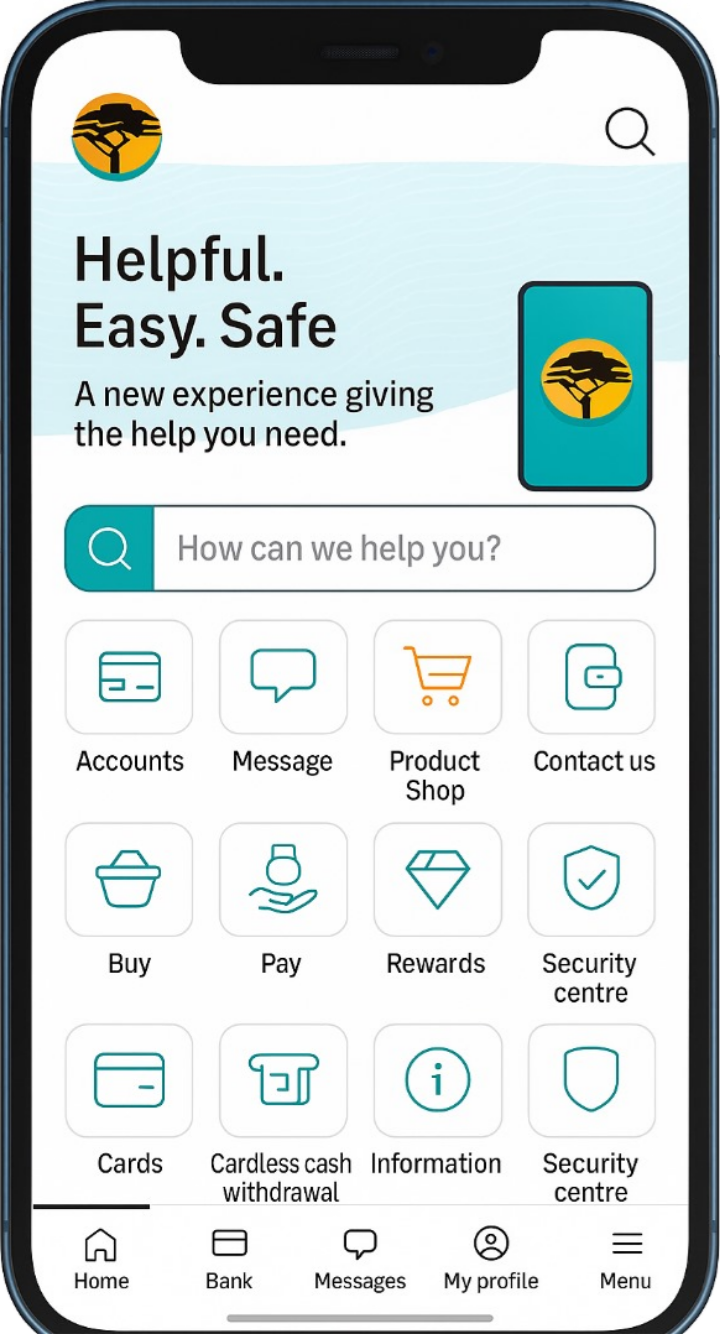 Helpful.
Easy. Safe
A new experience giving
the help you need.
How can we help you?
Accounts
Message
Product
Shop
Contact us
Buy
Pay
Rewards
Security
centre
Cards
Cardless cash
withdrawal
Information
Security
centre
Home
Bank
Messages
My profile
Menu